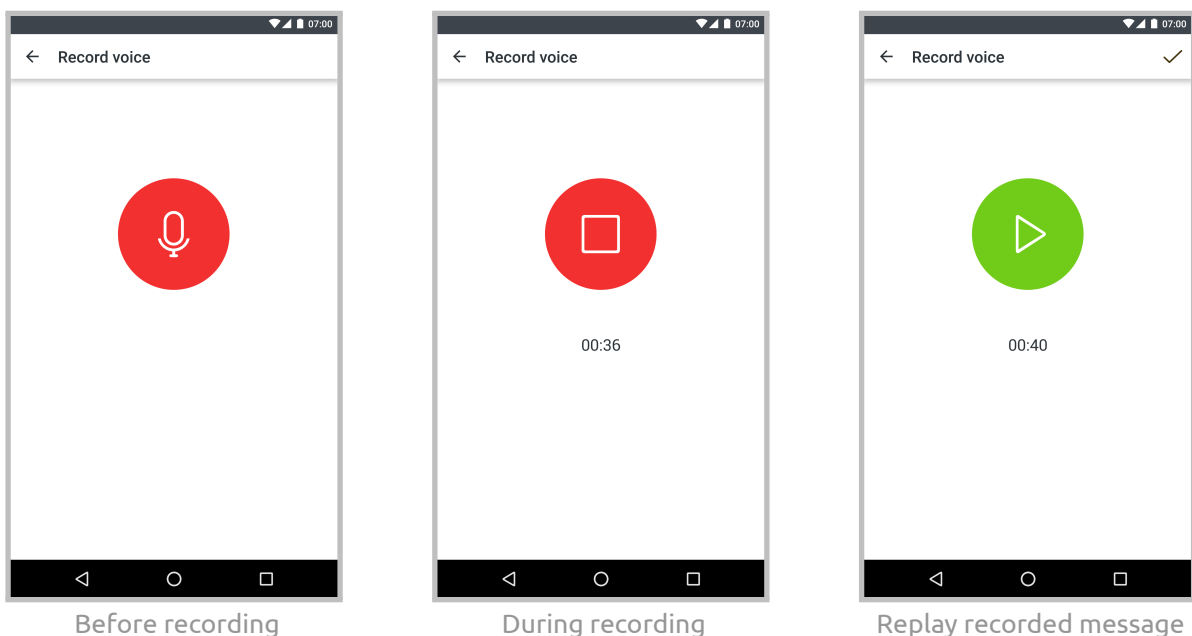 07:00
Record voice
00:36
00:40
Before recording
07:00
Record voice
During recording
07:00
Record voice
Replay recorded message